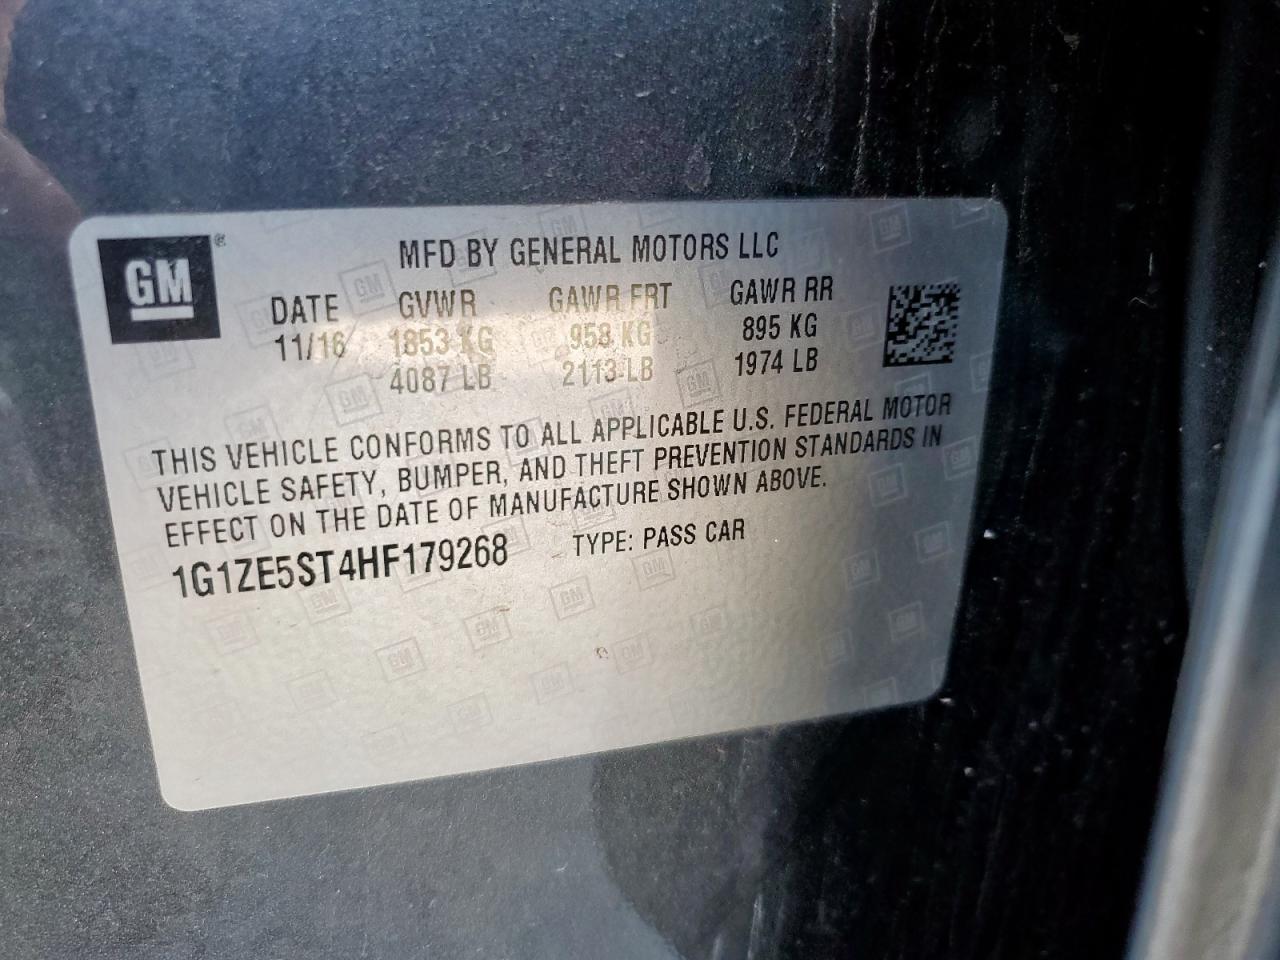 GM®
MFD BY GENERAL MOTORS LLC
DATE GVWR GAWR FRT GAWR RR
11/16 1853 KG 958 KG 895 KG
4087 LB 2113 LB 1974 LB
THIS VEHICLE CONFORMS TO ALL APPLICABLE U.S. FEDERAL MOTOR
VEHICLE SAFETY, BUMPER, AND THEFT PREVENTION STANDARDS IN
EFFECT ON THE DATE OF MANUFACTURE SHOWN ABOVE.
1G1ZE5ST4HF179268 TYPE: PASS CAR